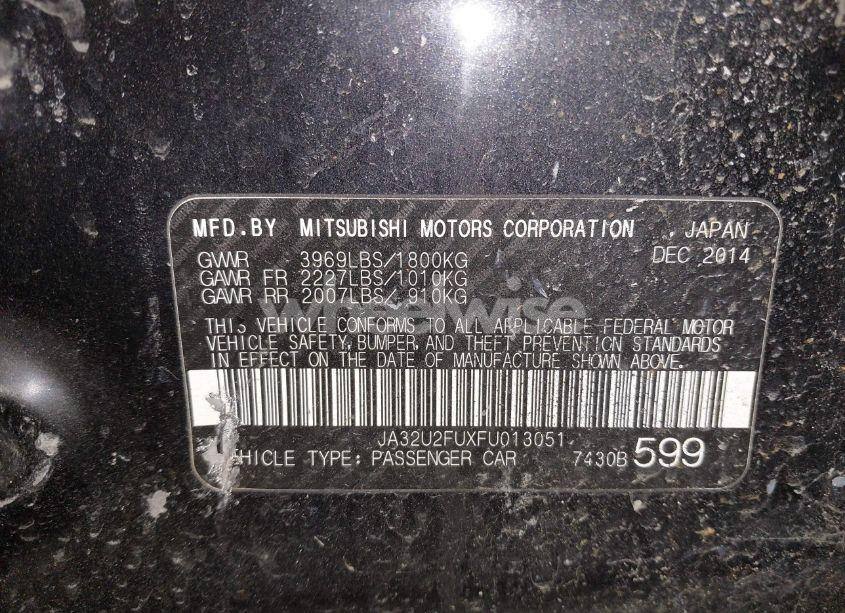 MFD.BY MITSUBISHI MOTORS CORPORATION , JAPAN
GVWR 3969LBS/1800KG DEC 2014
GAWR FR 2227LBS/1010KG
GAWR RR 2007LBS/ 910KG
wheelwise
THIS VEHICLE CONFORMS TO ALL APPLICABLE FEDERAL MOTOR
VEHICLE SAFETY, BUMPER, AND THEFT PREVENTION STANDARDS
IN EFFECT ON THE DATE OF MANUFACTURE SHOWN ABOVE.
JA32U2FUXFU013051
VEHICLE TYPE: PASSENGER CAR 7430B 599